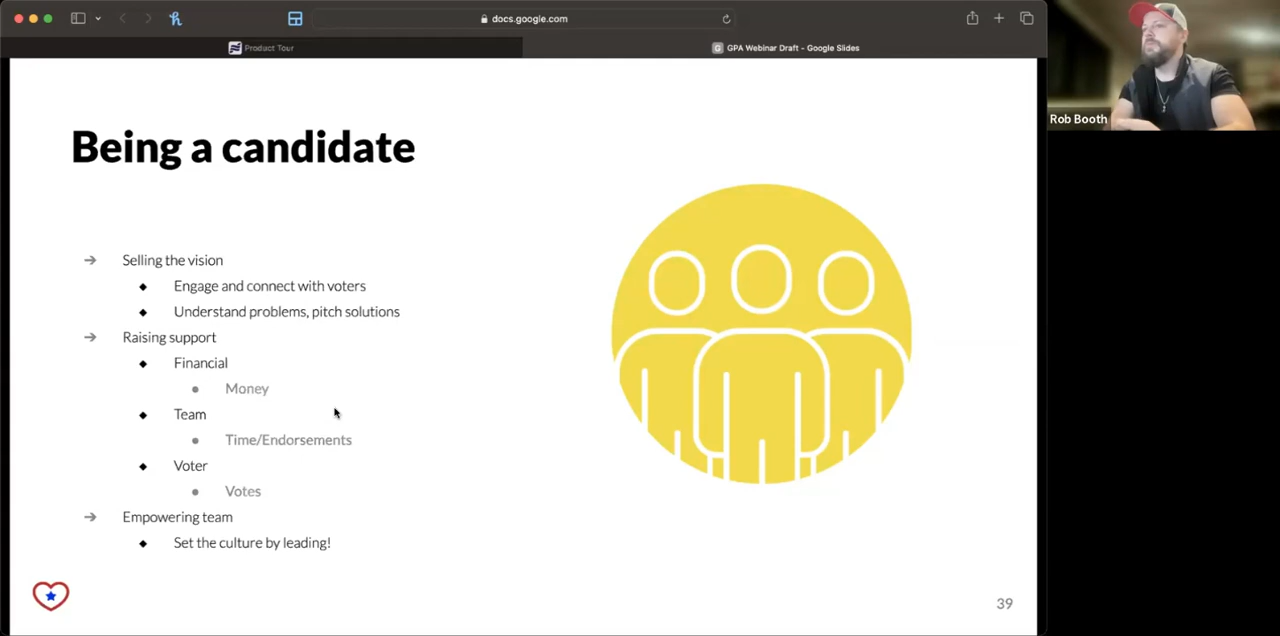 docs.google.com
Product Tour
G GPA Webinar Draft - Google Slides
Rob Booth
Being a candidate
Selling the vision
Engage and connect with voters
Understand problems, pitch solutions
Raising support
Financial
Money
Team
Time/Endorsements
Voter
Votes
Empowering team
Set the culture by leading!
39